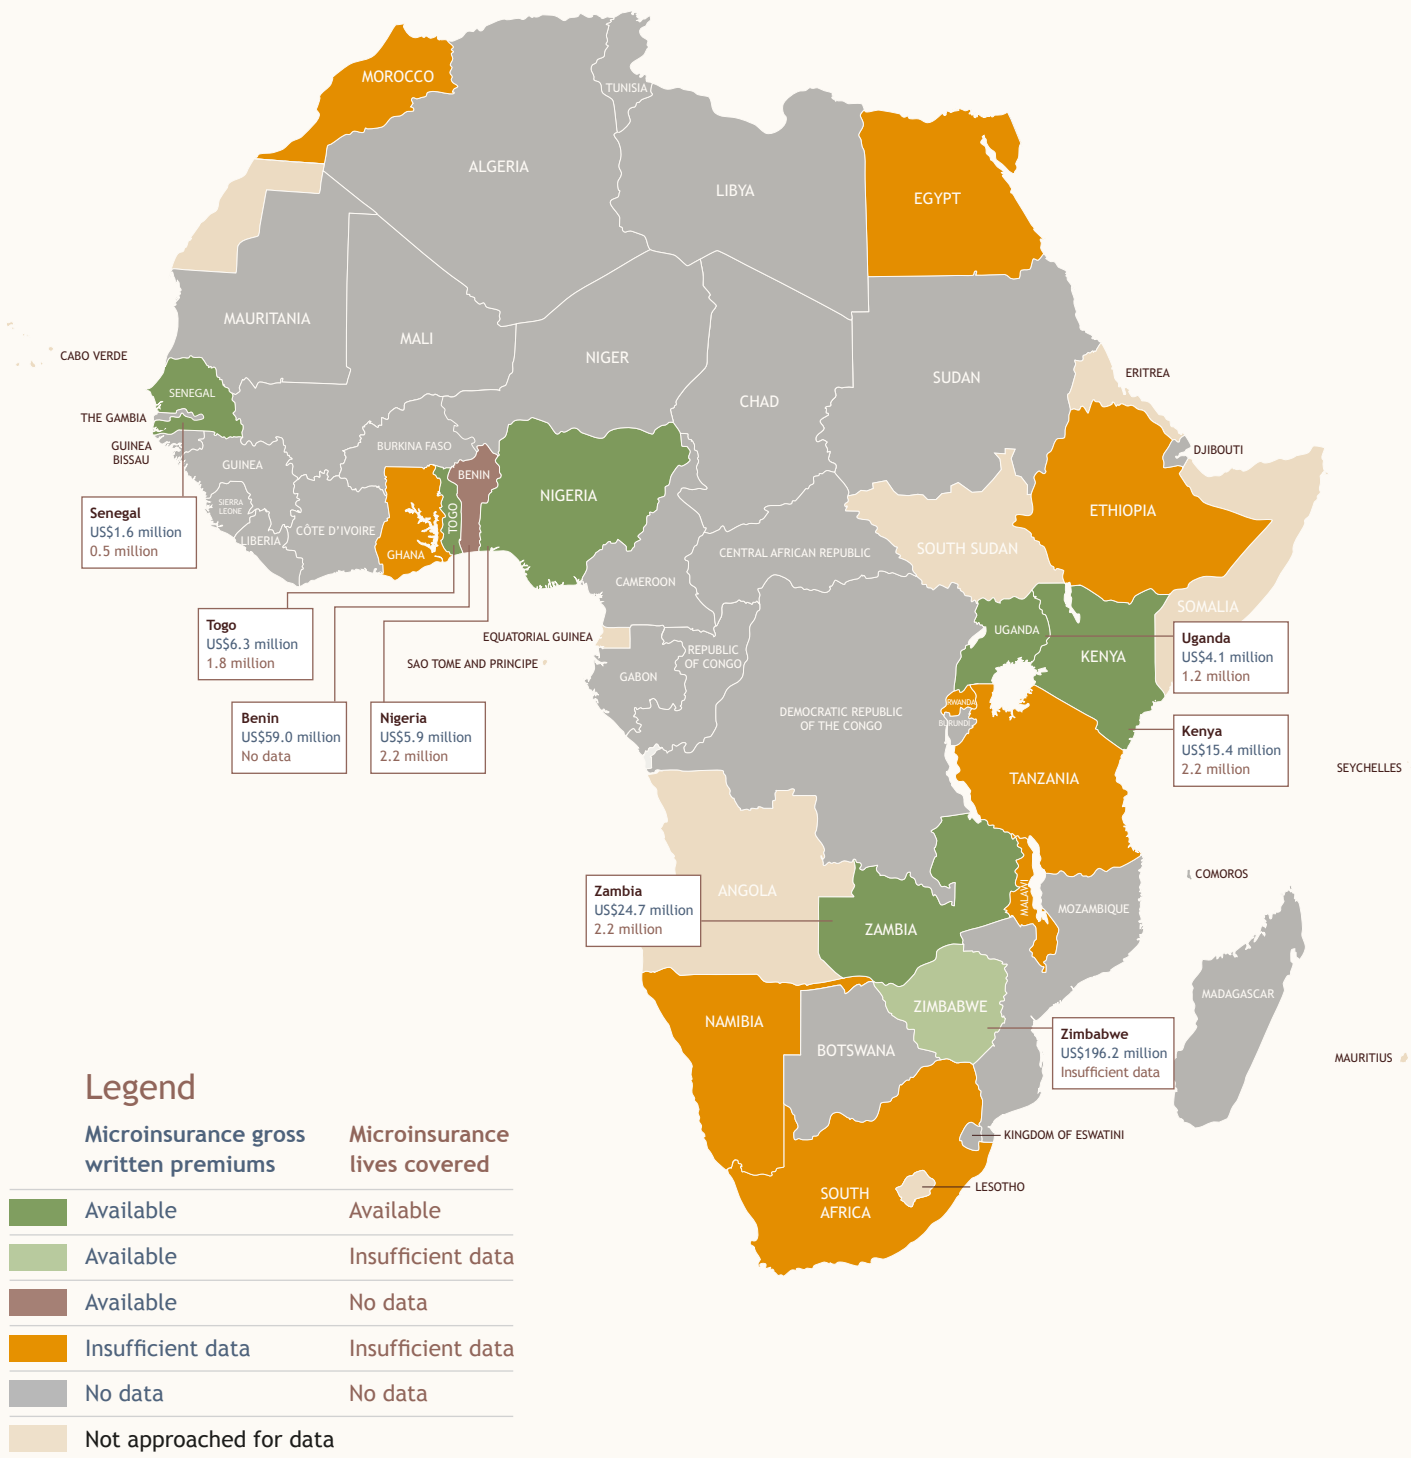 MOROCCO
TUNISIA
ALGERIA
LIBYA
EGYPT
MAURITANIA
MALI
NIGER
CHAD
SUDAN
CABO VERDE
ERITREA
SENEGAL
THE GAMBIA
GUINEA
BISSAU
GUINEA
BURKINA FASO
BENIN
NIGERIA
DJIBOUTI
ETHIOPIA
SIERRA
LEONE
LIBERIA
CÔTE D'IVOIRE
GHANA
TOGO
CENTRAL AFRICAN REPUBLIC
SOUTH SUDAN
CAMEROON
SOMALIA
Senegal
US$1.6 million
0.5 million
Togo
US$6.3 million
1.8 million
EQUATORIAL GUINEA
SAO TOME AND PRINCIPE
GABON
REPUBLIC
OF CONGO
UGANDA
KENYA
Uganda
US$4.1 million
1.2 million
RWANDA
BURUNDI
DEMOCRATIC REPUBLIC
OF THE CONGO
Benin
US$59.0 million
No data
Nigeria
US$5.9 million
2.2 million
Kenya
US$15.4 million
2.2 million
TANZANIA
SEYCHELLES
COMOROS
ANGOLA
Zambia
US$24.7 million
2.2 million
ZAMBIA
MALAWI
MOZAMBIQUE
MADAGASCAR
NAMIBIA
ZIMBABWE
BOTSWANA
Zimbabwe
US$196.2 million
Insufficient data
MAURITIUS
KINGDOM OF ESWATINI
LESOTHO
SOUTH
AFRICA
Legend
Microinsurance gross
written premiums
Microinsurance
lives covered
Available
Available
Available
Insufficient data
Available
No data
Insufficient data
Insufficient data
No data
No data
Not approached for data